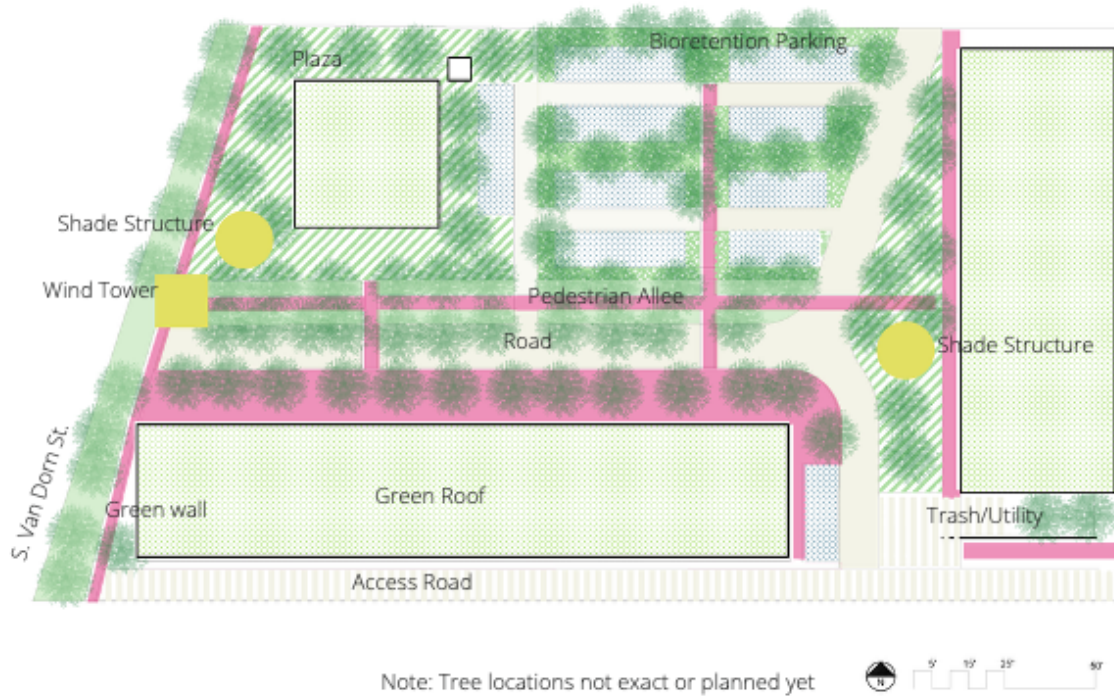 Bioretention Parking
Plaza
Shade Structure
Wind Tower
Pedestrian Allee
Road
Shade Structure
S. Van Dorn St.
Green Roof
Green wall
Trash/Utility
Access Road
Note: Tree locations not exact or planned yet
N
5' 15' 25' 50'